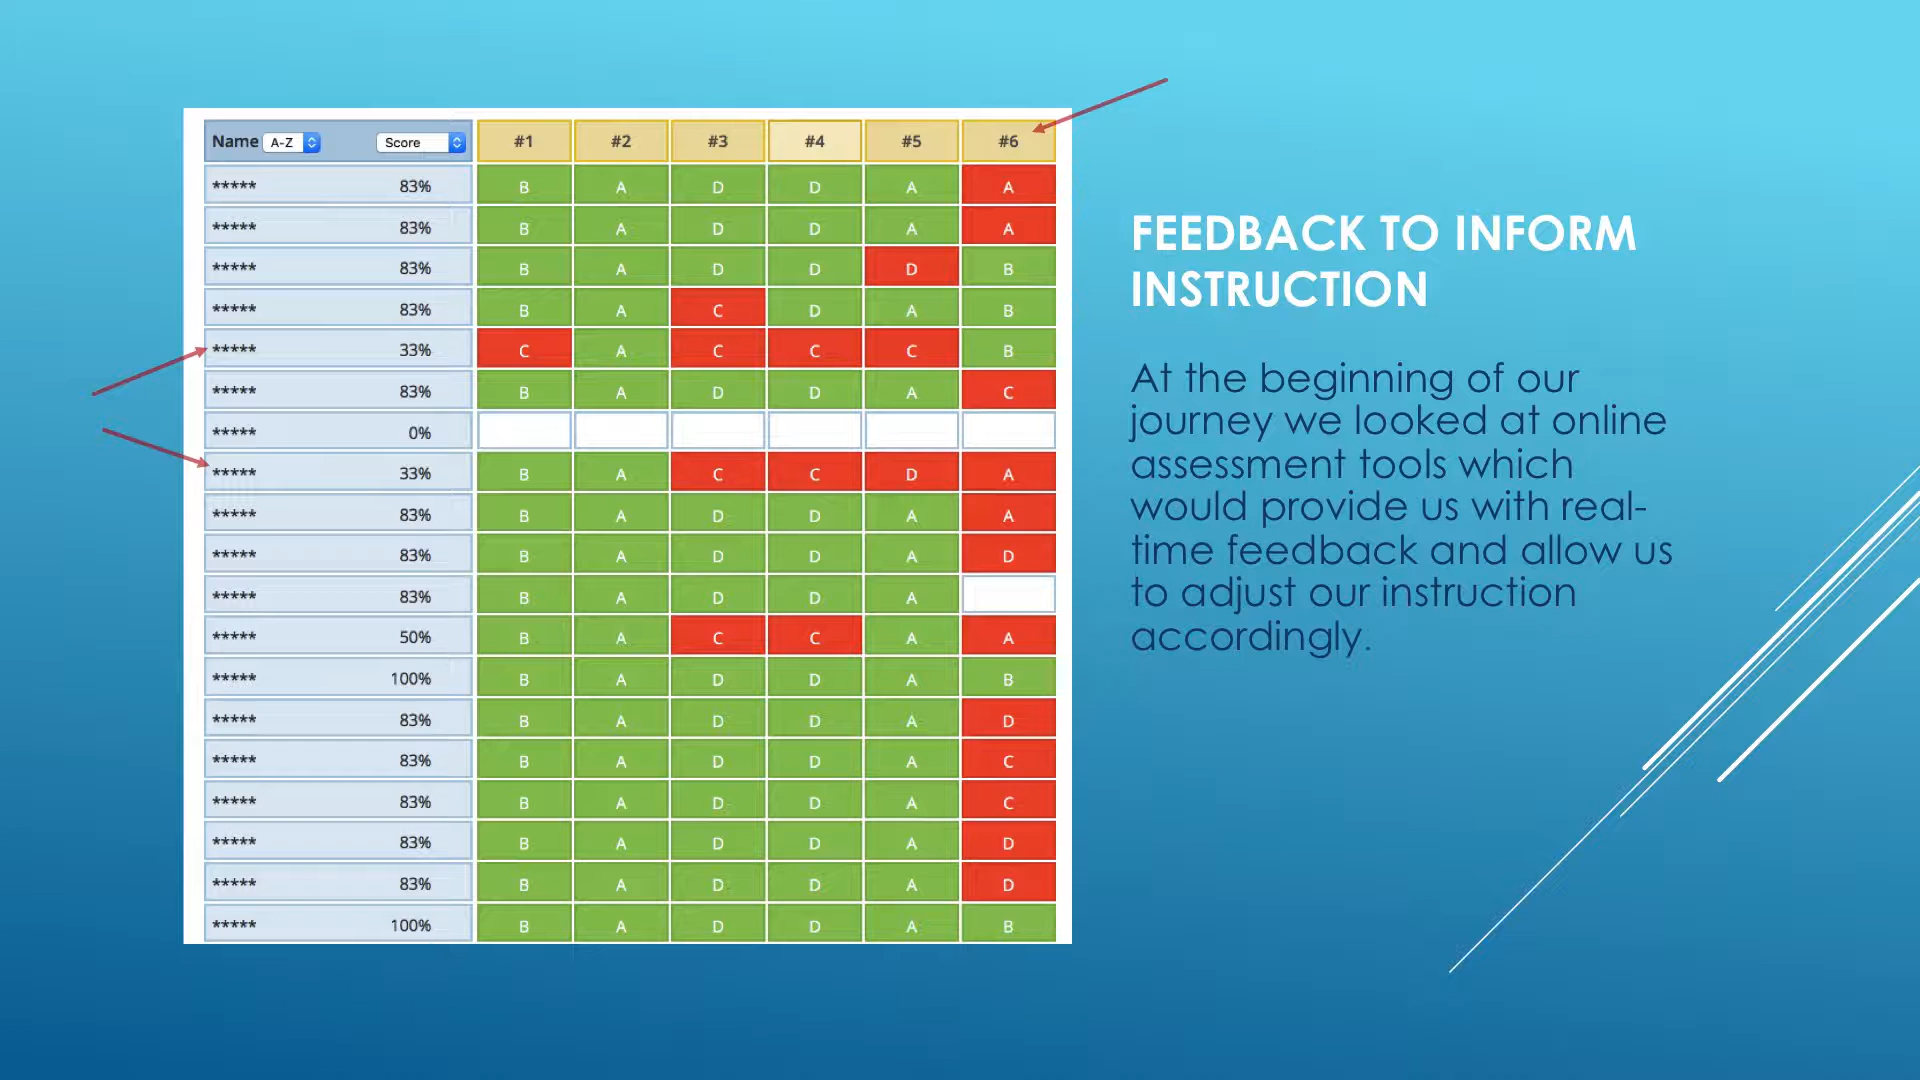 Name A-Z Score #1 #2 #3 #4 #5 #6
***** 83% B A D D A A
***** 83% B A D D A A
***** 83% B A D D D B
***** 83% B A C D A B
***** 33% C A C C C B
***** 83% B A D D A C
***** 0%
***** 33% B A C C D A
***** 83% B A D D A A
***** 83% B A D D A D
***** 83% B A D D A
***** 50% B A C C A A
***** 100% B A D D A B
***** 83% B A D D A D
***** 83% B A D D A C
***** 83% B A D D A C
***** 83% B A D D A D
***** 83% B A D D A D
***** 100% B A D D A B
FEEDBACK TO INFORM
INSTRUCTION
At the beginning of our
journey we looked at online
assessment tools which
would provide us with real-
time feedback and allow us
to adjust our instruction
accordingly.